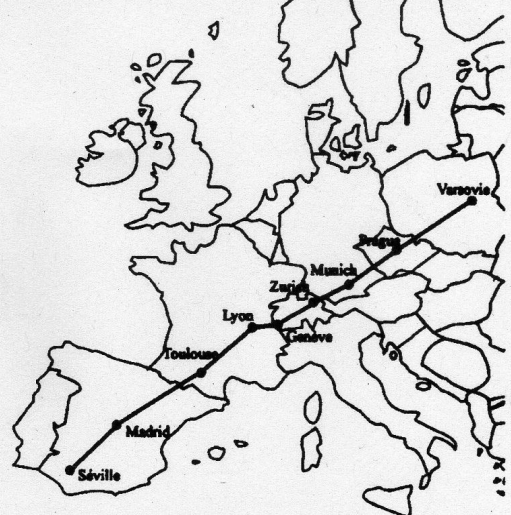 Varsovie
Prague
Munich
Zurich
Lyon
Genève
Toulouse
Madrid
Séville